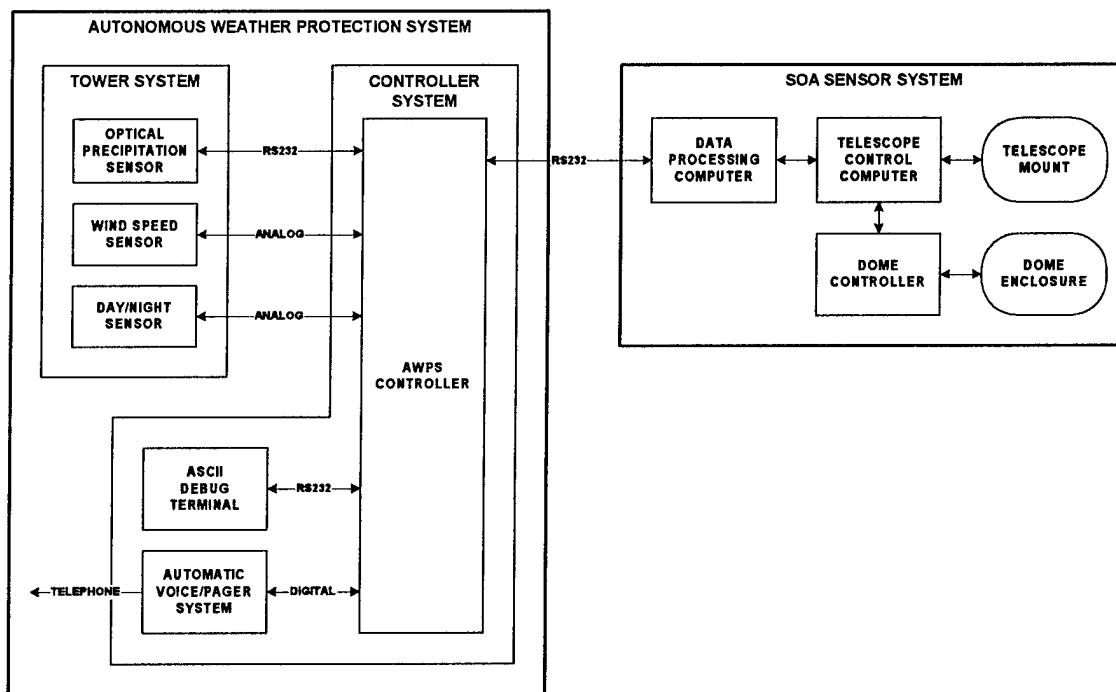 AUTONOMOUS WEATHER PROTECTION SYSTEM
TOWER SYSTEM
OPTICAL
PRECIPITATION
SENSOR
RS232
WIND SPEED
SENSOR
ANALOG
DAY/NIGHT
SENSOR
ANALOG
CONTROLLER
SYSTEM
AWPS
CONTROLLER
ASCII
DEBUG
TERMINAL
RS232
TELEPHONE
AUTOMATIC
VOICE/PAGER
SYSTEM
DIGITAL
RS232
SOA SENSOR SYSTEM
DATA
PROCESSING
COMPUTER
TELESCOPE
CONTROL
COMPUTER
TELESCOPE
MOUNT
DOME
CONTROLLER
DOME
ENCLOSURE